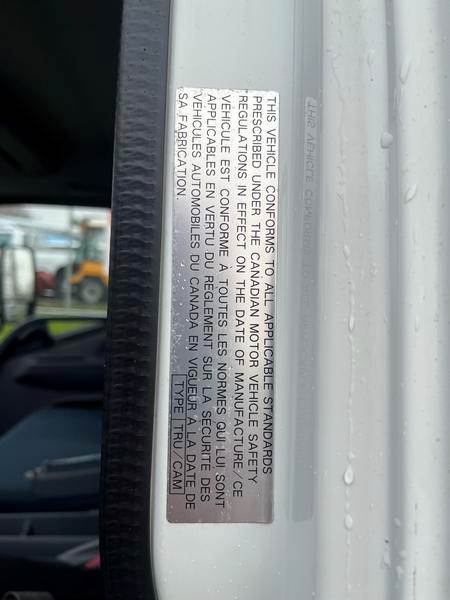 THIS VEHICLE CONFORMS TO ALL APPLICABLE STANDARDS
PRESCRIBED UNDER THE CANADIAN MOTOR VEHICLE SAFETY
REGULATIONS IN EFFECT ON THE DATE OF MANUFACTURE/CE
VEHICULE EST CONFORME À TOUTES LES NORMES QUI LUI SONT
APPLICABLES EN VERTU DU REGLEMENT SUR LA SECURITE DES
VEHICULES AUTOMOBILES DU CANADA EN VIGUEUR A LA DATE DE
SA FABRICATION.
TYPE TRU/CAM